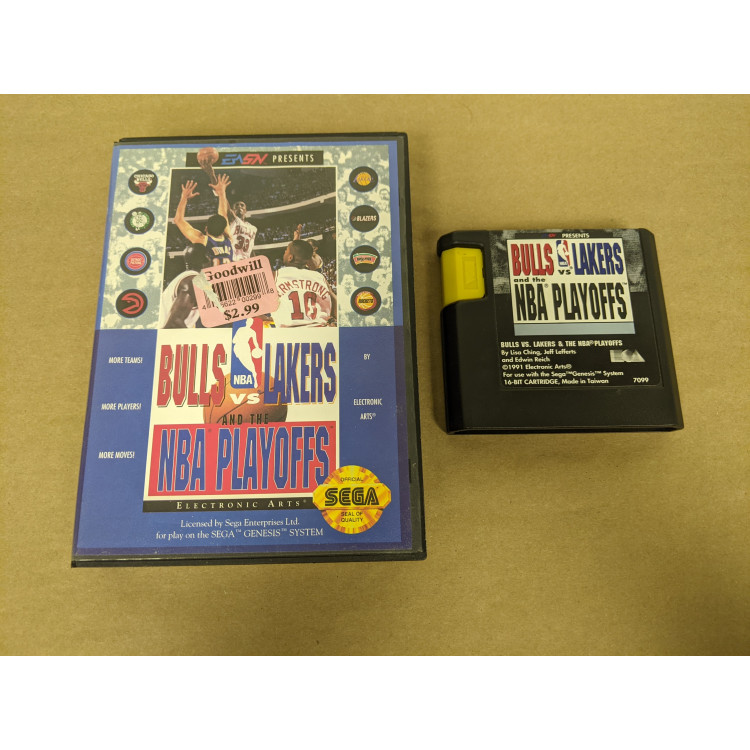 EASN PRESENTS
BLAZERS
Goodwill
$2.99
ARMSTRONG
10
MORE TEAMS!
MORE PLAYERS!
MORE MOVES!
BULLS VS LAKERS
NBA
AND THE
NBA PLAYOFFS
BY
ELECTRONIC
ARTS®
ELECTRONIC ARTS®
OFFICIAL
SEGA
SEAL OF
QUALITY
Licensed by Sega Enterprises Ltd.
for play on the SEGA™ GENESIS™ SYSTEM
PRESENTS
BULLS VS LAKERS
NBA
and the
NBA® PLAYOFFS
BULLS VS. LAKERS & THE NBA® PLAYOFFS
By Lisa Ching, Jeff Lefferts
and Edwin Reich
©1991 Electronic Arts®
For use with the Sega™ Genesis™ System
16-BIT CARTRIDGE, Made in Taiwan 7099